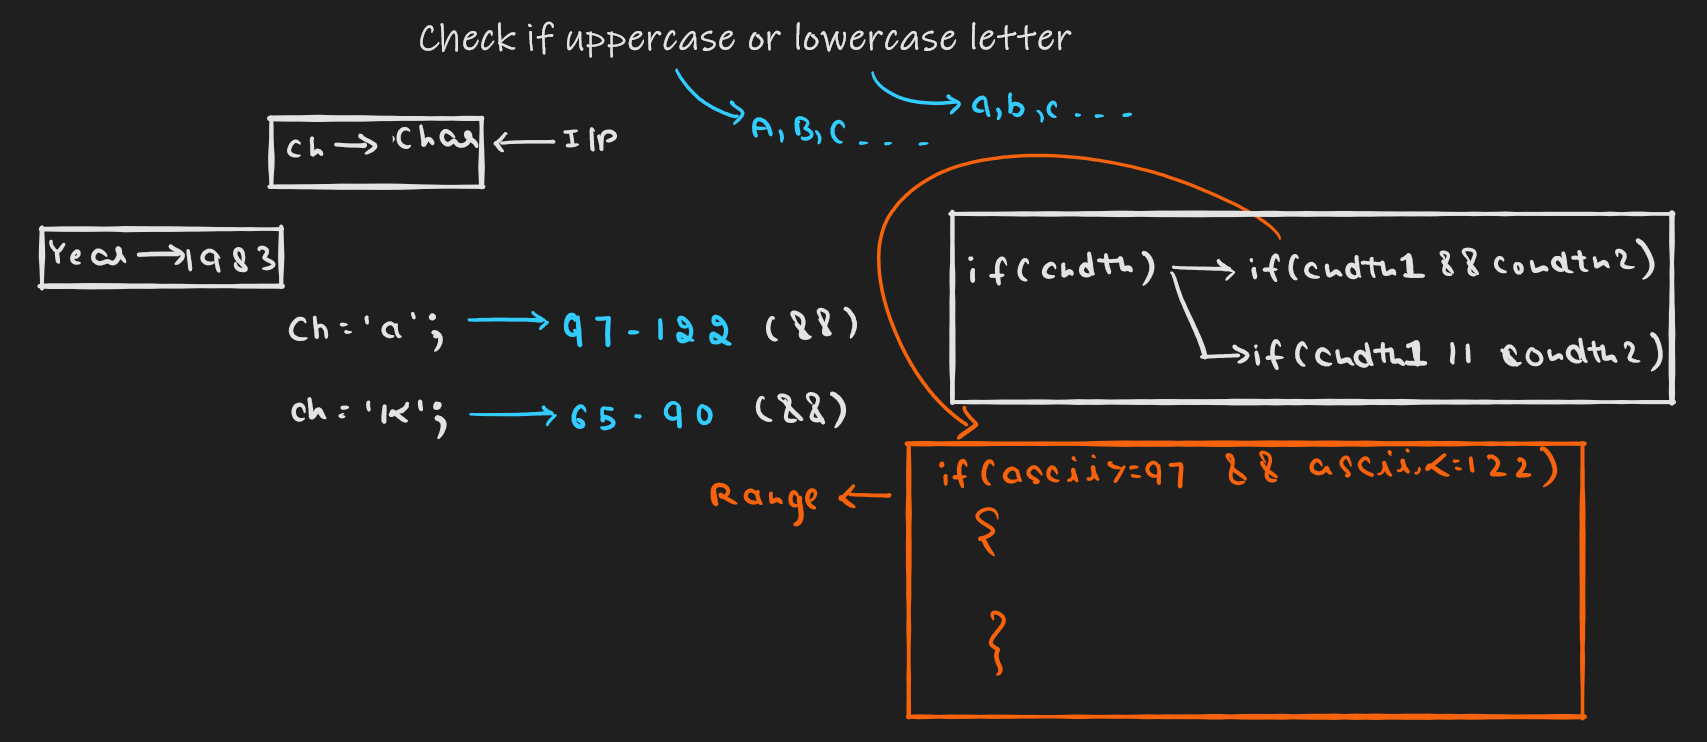 Check if uppercase or lowercase letter
A, B, C - - -
a, b, c - - -
ch → Char ← I/P
Year → 1983
if(cndtn) → if(cndtn1 && condtn2)
→ if(cndtn1 || condtn2)
Ch = 'a'; → 97 - 122 (&&)
ch = 'K'; → 65 - 90 (&&)
Range ← if(ascii>=97 && ascii<=122)
{
}